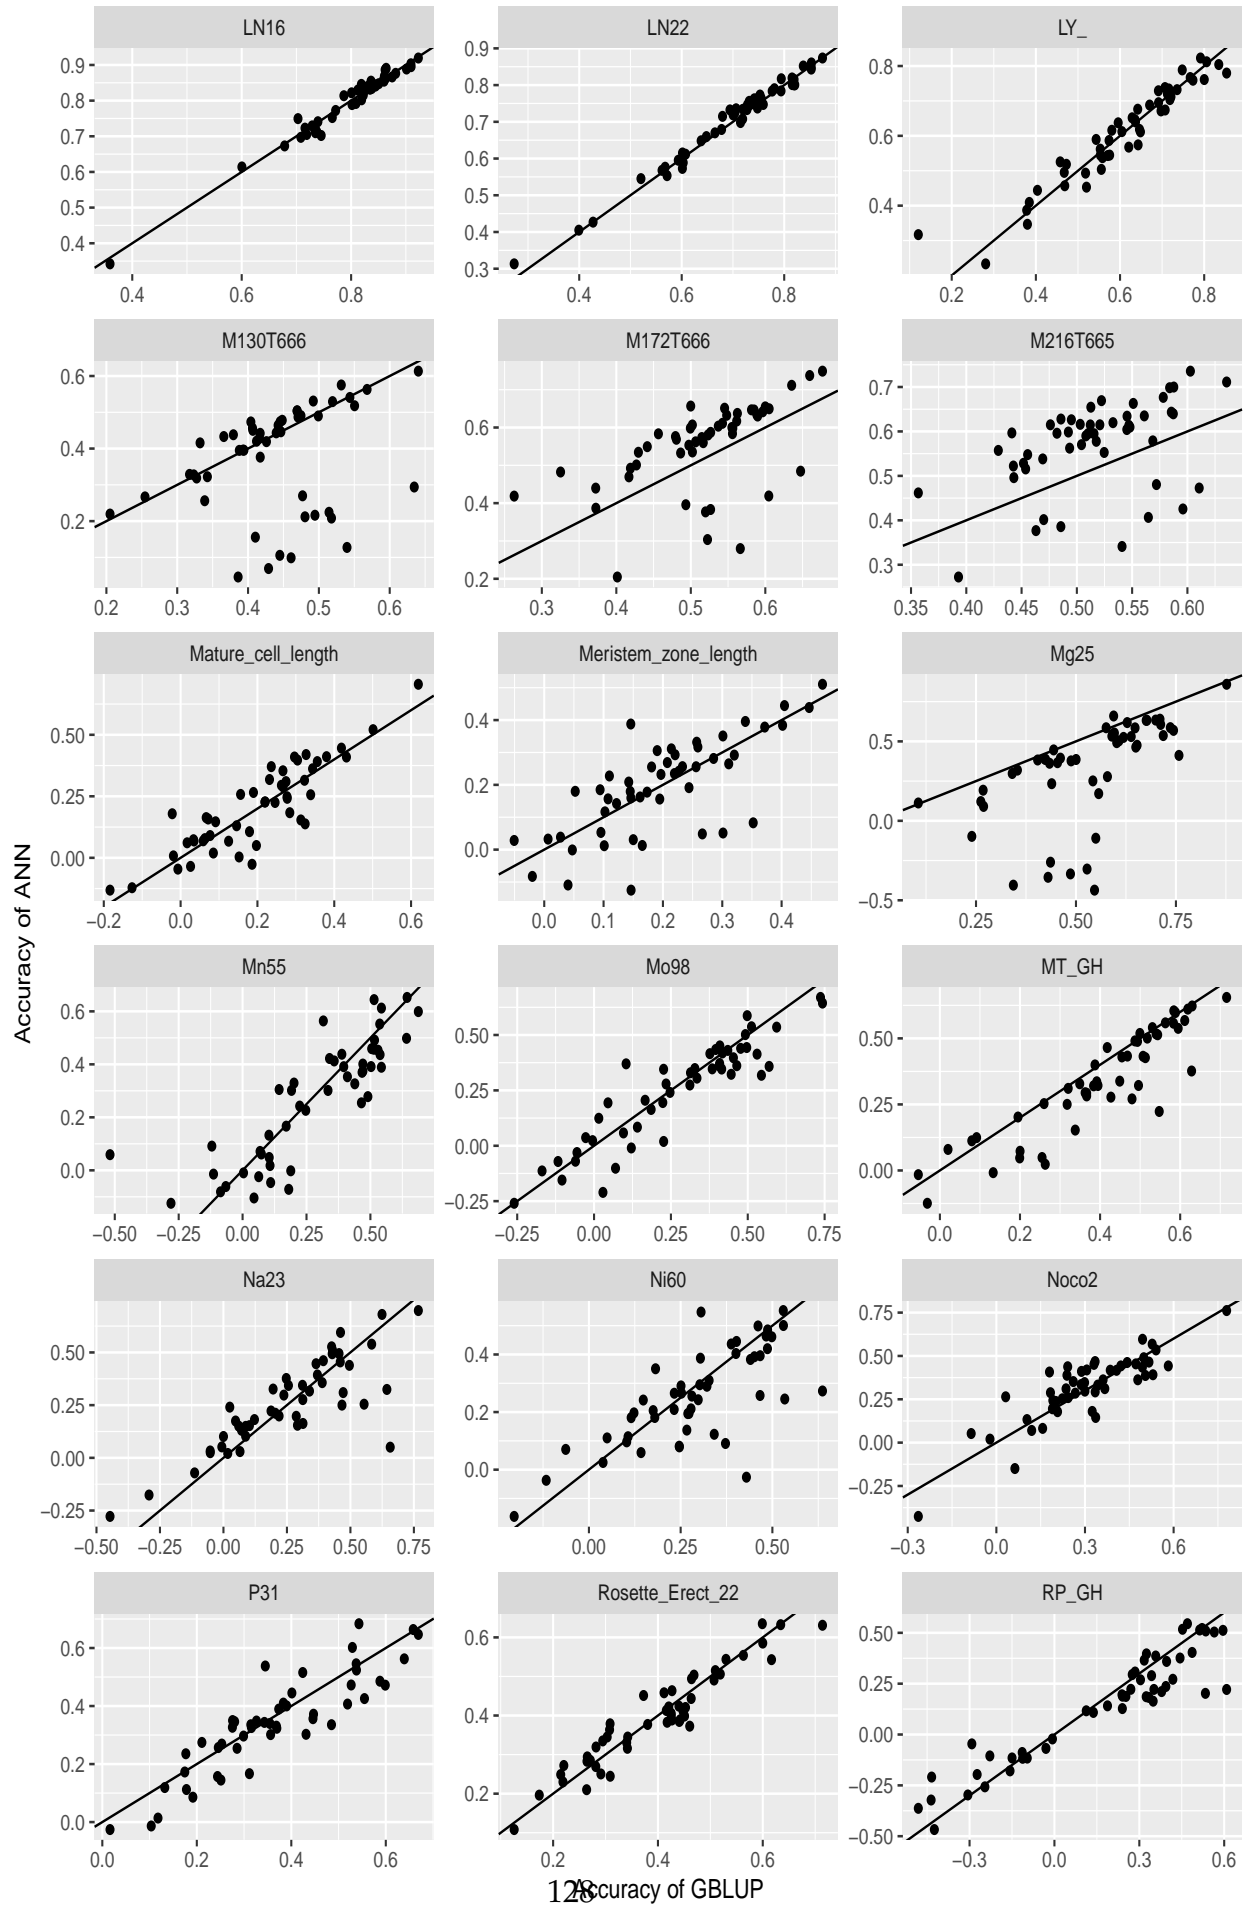 LN16 LN22 LY_
0.9 0.8 0.7 0.6 0.5 0.4
0.9 0.8 0.7 0.6 0.5 0.4 0.3
0.8 0.6 0.4
0.4 0.6 0.8
0.4 0.6 0.8
0.2 0.4 0.6 0.8
M130T666 M172T666 M216T665
0.6 0.4 0.2
0.6 0.4 0.2
0.7 0.6 0.5 0.4 0.3
0.2 0.3 0.4 0.5 0.6
0.3 0.4 0.5 0.6
0.35 0.40 0.45 0.50 0.55 0.60
Mature_cell_length Meristem_zone_length Mg25
0.50 0.25 0.00
0.4 0.2 0.0
0.5 0.0 −0.5
−0.2 0.0 0.2 0.4 0.6
0.0 0.1 0.2 0.3 0.4
0.25 0.50 0.75
Accuracy of ANN
Mn55 Mo98 MT_GH
0.6 0.4 0.2 0.0
0.50 0.25 0.00 −0.25
0.50 0.25 0.00
−0.50 −0.25 0.00 0.25 0.50
−0.25 0.00 0.25 0.50 0.75
0.0 0.2 0.4 0.6
Na23 Ni60 Noco2
0.50 0.25 0.00 −0.25
0.4 0.2 0.0
0.75 0.50 0.25 0.00 −0.25
−0.50 −0.25 0.00 0.25 0.50 0.75
0.00 0.25 0.50
−0.3 0.0 0.3 0.6
P31 Rosette_Erect_22 RP_GH
0.6 0.4 0.2 0.0
0.6 0.4 0.2
0.50 0.25 0.00 −0.25 −0.50
0.0 0.2 0.4 0.6
0.2 0.4 0.6
−0.3 0.0 0.3 0.6
Accuracy of GBLUP
128